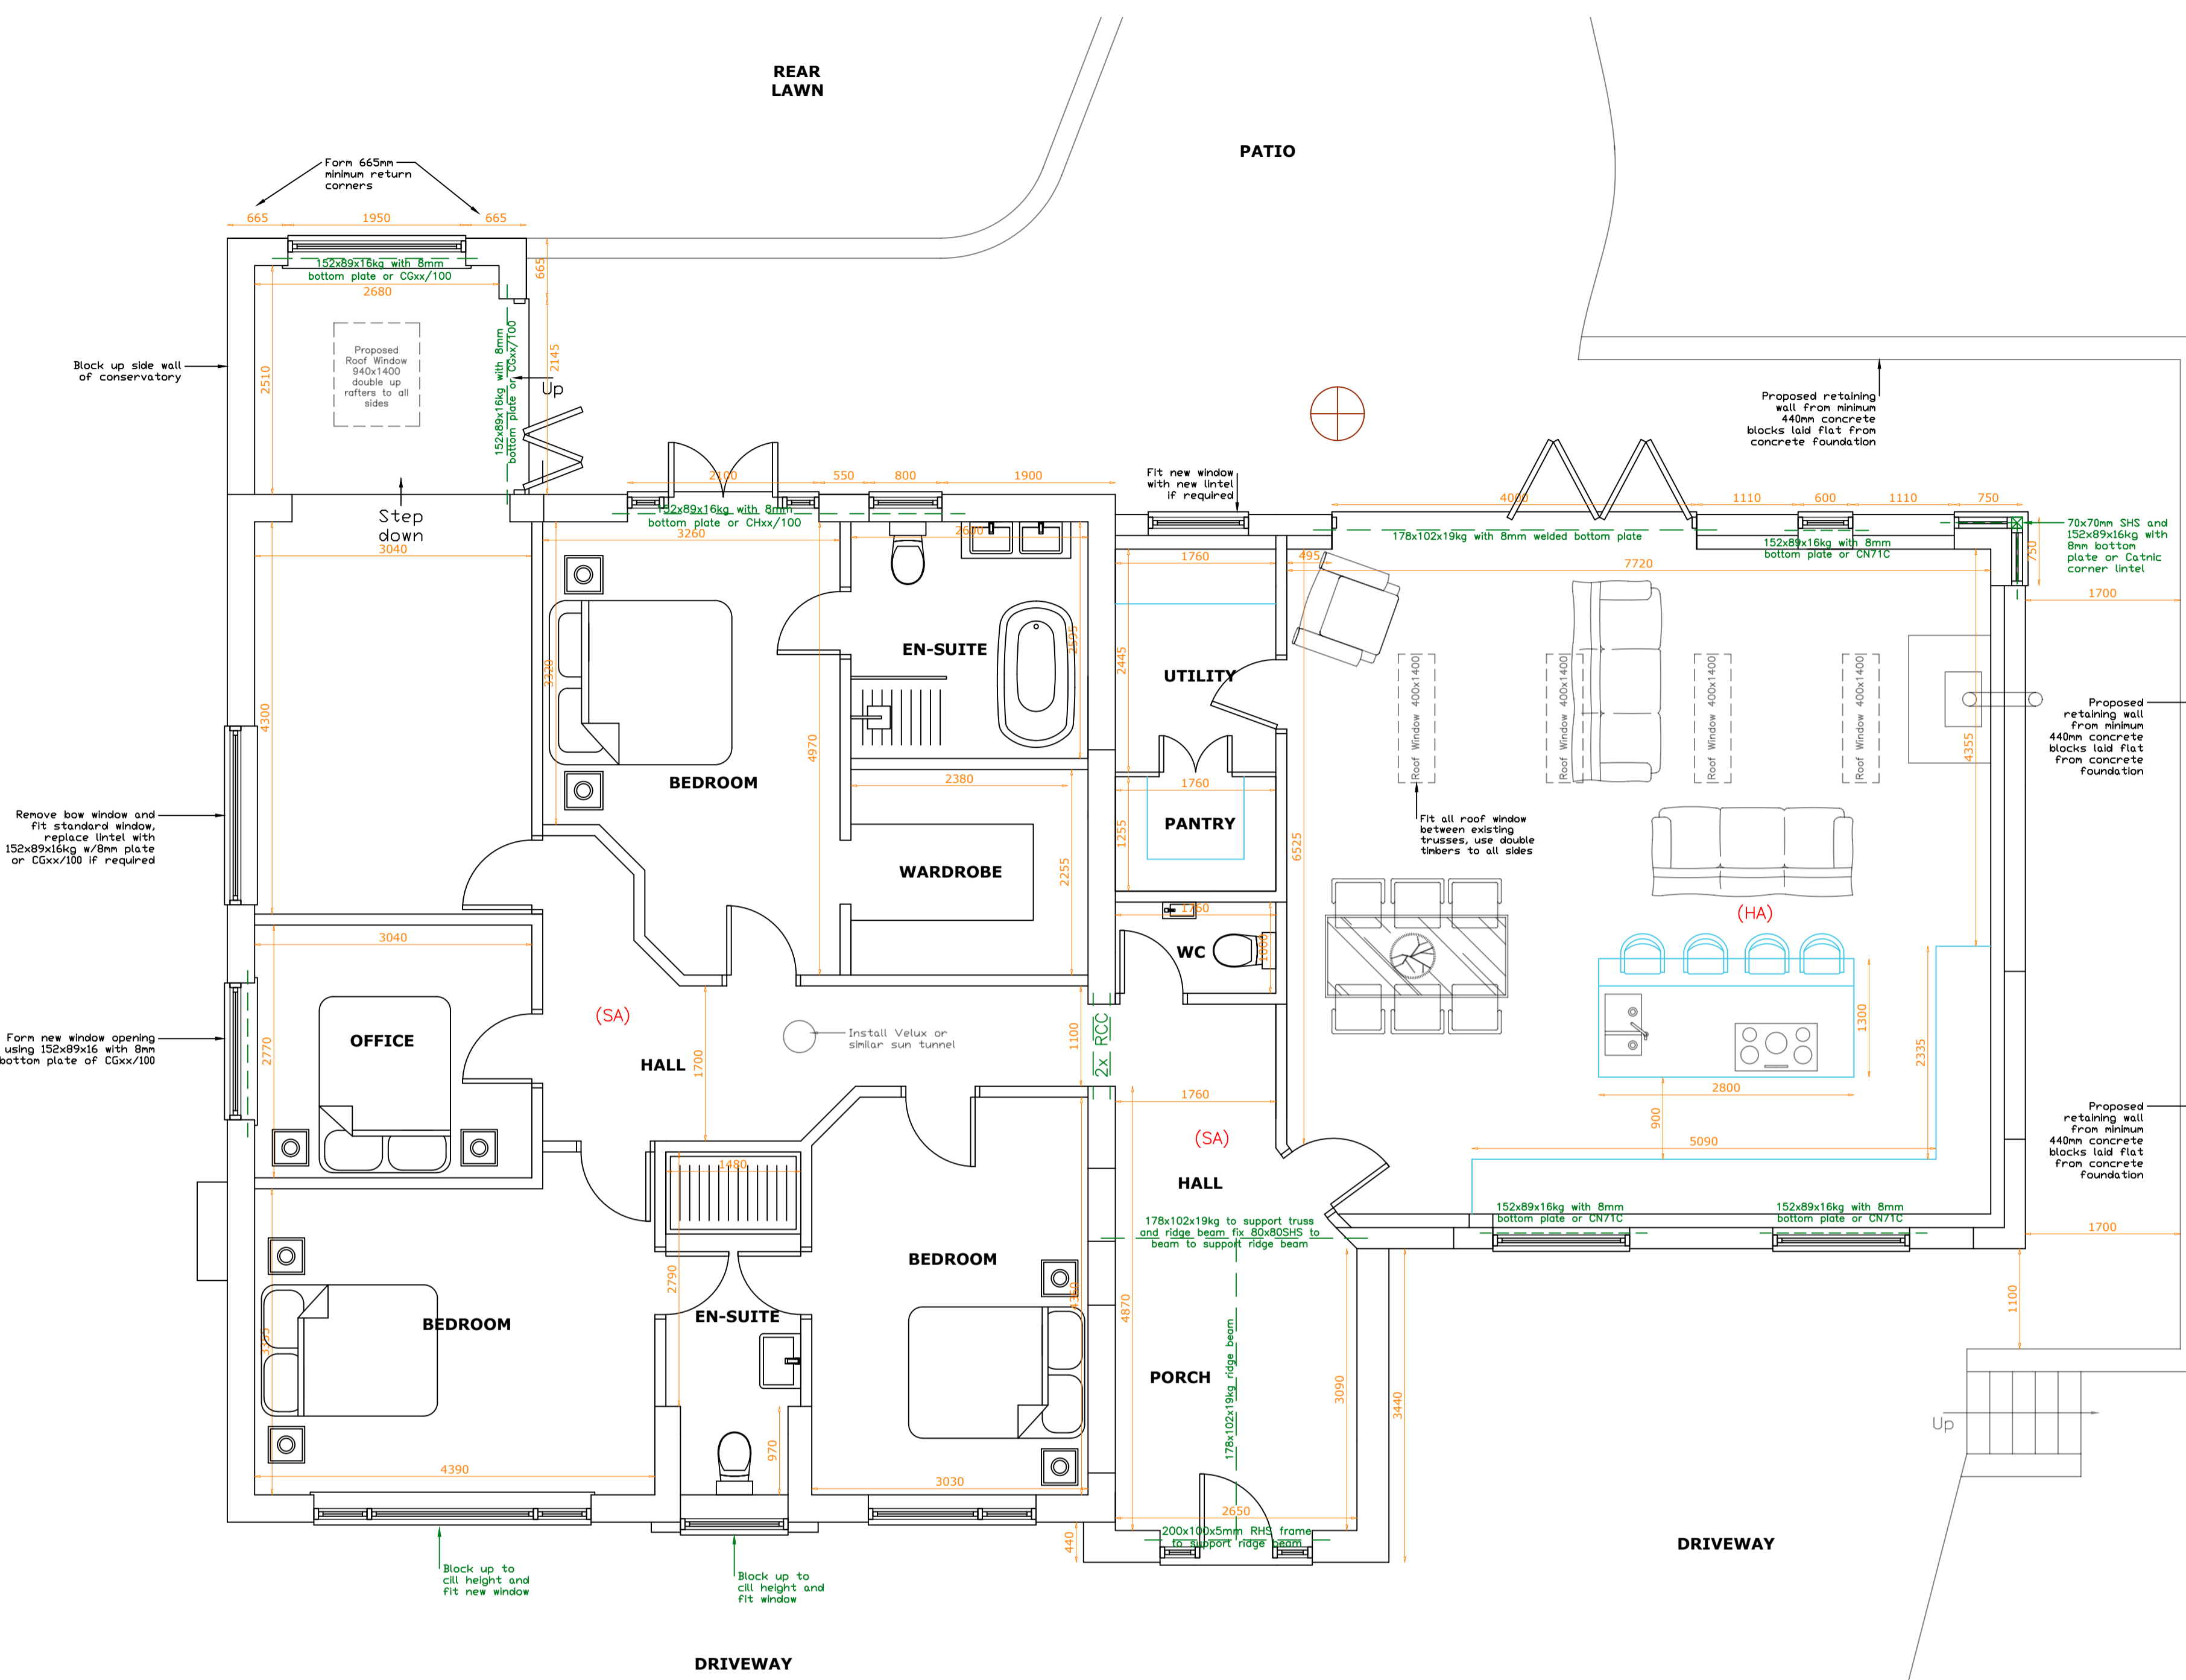 REAR
LAWN
PATIO
Form 665mm
minimum return
corners
665
1950
665
152x89x16kg with 8mm
bottom plate or CGxx/100
2680
665
2145
152x89x16kg with 8mm
bottom plate or CGxx/100
Up
Proposed
Roof Window
940x1400
double up
rafters to all
sides
2510
Block up side wall
of conservatory
Step
down
3040
4300
2100
550
800
1900
152x89x16kg with 8mm
bottom plate or CHxx/100
3260
3320
4970
BEDROOM
2600
EN-SUITE
2595
2380
WARDROBE
2255
Fit new window
with new lintel
if required
1760
2445
UTILITY
1760
PANTRY
1255
1760
WC
1000
Proposed retaining
wall from minimum
440mm concrete
blocks laid flat from
concrete foundation
4000
1110
600
1110
750
178x102x19kg with 8mm welded bottom plate
152x89x16kg with 8mm
bottom plate or CN71C
70x70mm SHS and
152x89x16kg with
8mm bottom
plate or Catnic
corner lintel
750
495
7720
1700
Roof Window 400x1400
Roof Window 400x1400
Roof Window 400x1400
Roof Window 400x1400
Fit all roof window
between existing
trusses, use double
timbers to all sides
6525
4355
Proposed
retaining wall
from minimum
440mm concrete
blocks laid flat
from concrete
foundation
(HA)
1300
2335
2800
900
5090
Proposed
retaining wall
from minimum
440mm concrete
blocks laid flat
from concrete
foundation
152x89x16kg with 8mm
bottom plate or CN71C
152x89x16kg with 8mm
bottom plate or CN71C
1700
1100
Up
Remove bow window and
fit standard window,
replace lintel with
152x89x16kg w/8mm plate
or CGxx/100 if required
Form new window opening
using 152x89x16 with 8mm
bottom plate of CGxx/100
3040
OFFICE
2770
(SA)
HALL
1700
Install Velux or
similar sun tunnel
1100
2x RCC
1760
(SA)
HALL
178x102x19kg to support truss
and ridge beam fix 80x80SHS to
beam to support ridge beam
178x102x19kg ridge beam
4870
PORCH
3090
3440
2650
200x100x5mm RHS frame
to support ridge beam
440
1480
2790
EN-SUITE
970
BEDROOM
3030
BEDROOM
4390
Block up to
cill height and
fit new window
Block up to
cill height and
fit window
DRIVEWAY
DRIVEWAY